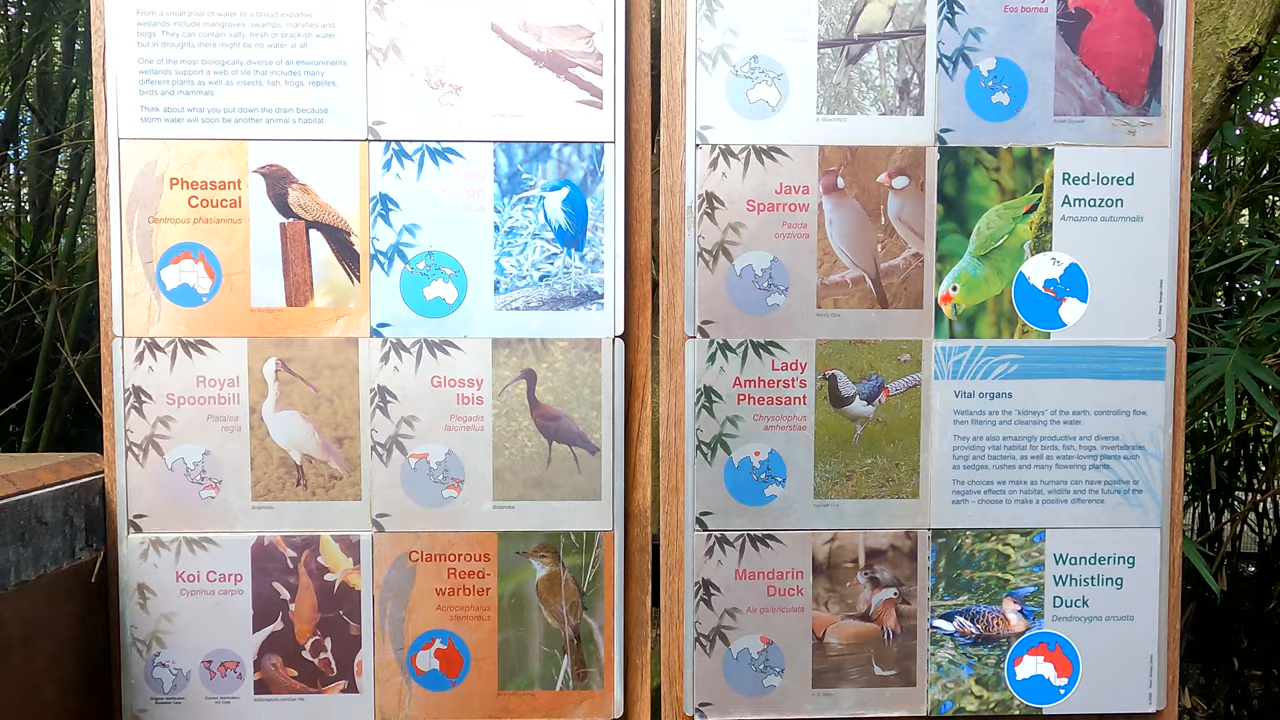 From a small pool of water to a broad expanse,
wetlands include mangroves, swamps, marshes and
bogs. They can contain salty, fresh or brackish water
but in droughts there might be no water at all.
One of the most biologically diverse of all environments,
wetlands support a web of life that includes many
different plants as well as insects, fish, frogs, reptiles,
birds and mammals.
Think about what you put down the drain because
storm water will soon be another animal's habitat.
Pheasant
Coucal
Centropus phasianinus
Royal
Spoonbill
Platalea
regia
Glossy
Ibis
Plegadis
falcinellus
Koi Carp
Cyprinus carpio
Clamorous
Reed-
warbler
Acrocephalus
stentoreus
Eos bornea
Java
Sparrow
Padda
oryzivora
Red-lored
Amazon
Amazona autumnalis
Lady
Amherst's
Pheasant
Chrysolophus
amherstiae
Vital organs
Wetlands are the "kidneys" of the earth, controlling flow,
then filtering and cleansing the water.
They are also amazingly productive and diverse,
providing vital habitat for birds, fish, frogs, invertebrates,
fungi and bacteria, as well as water-loving plants such
as sedges, rushes and many flowering plants.
The choices we make as humans can have positive or
negative effects on habitat, wildlife and the future of the
earth – choose to make a positive difference.
Mandarin
Duck
Aix galericulata
Wandering
Whistling
Duck
Dendrocygna arcuata